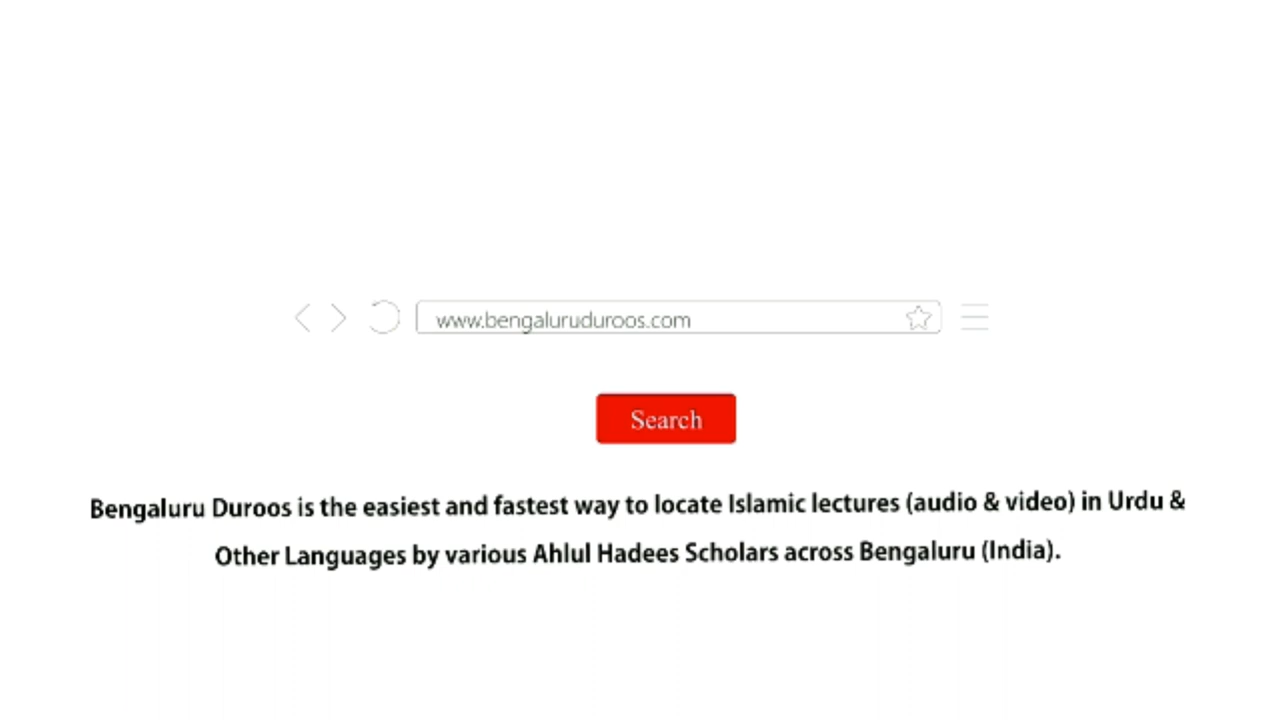 www.bengaluruduroos.com
Search
Bengaluru Duroos is the easiest and fastest way to locate Islamic lectures (audio & video) in Urdu &
Other Languages by various Ahlul Hadees Scholars across Bengaluru (India).